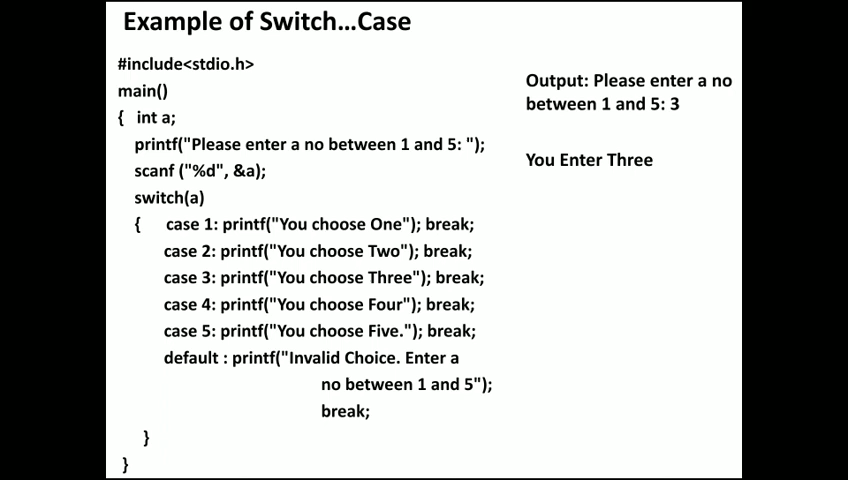 Example of Switch...Case
#include<stdio.h>
main()
{ int a;
printf("Please enter a no between 1 and 5: ");
scanf ("%d", &a);
switch(a)
{ case 1: printf("You choose One"); break;
case 2: printf("You choose Two"); break;
case 3: printf("You choose Three"); break;
case 4: printf("You choose Four"); break;
case 5: printf("You choose Five."); break;
default : printf("Invalid Choice. Enter a
no between 1 and 5");
break;
}
}
Output: Please enter a no
between 1 and 5: 3
You Enter Three